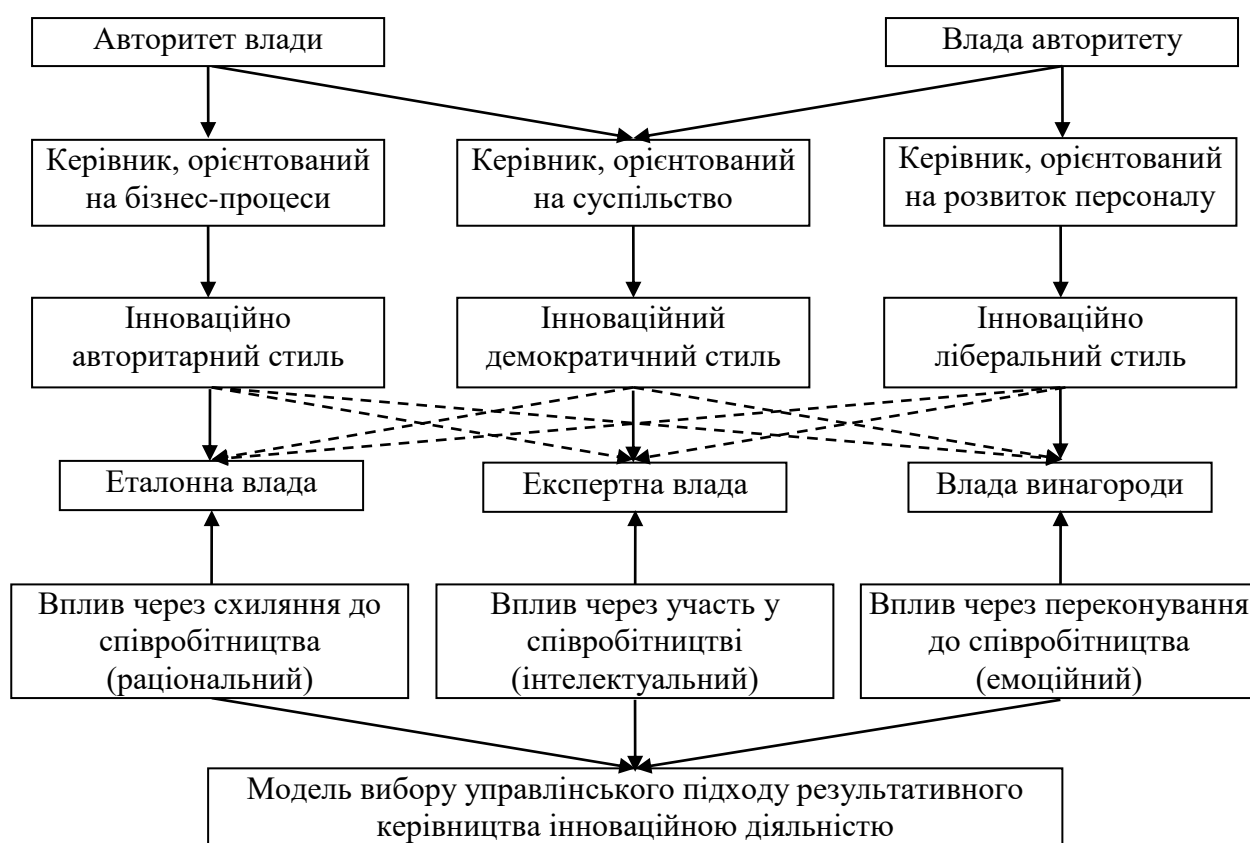 Авторитет влади
Влада авторитету
Керівник, орієнтований
на бізнес-процеси
Керівник, орієнтований
на суспільство
Керівник, орієнтований
на розвиток персоналу
Інноваційно
авторитарний стиль
Інноваційний
демократичний стиль
Інноваційно
ліберальний стиль
Еталонна влада
Експертна влада
Влада винагороди
Вплив через схиляння до
співробітництва
(раціональний)
Вплив через участь у
співробітництві
(інтелектуальний)
Вплив через переконування
до співробітництва
(емоційний)
Модель вибору управлінського підходу результативного
керівництва інноваційною діяльністю